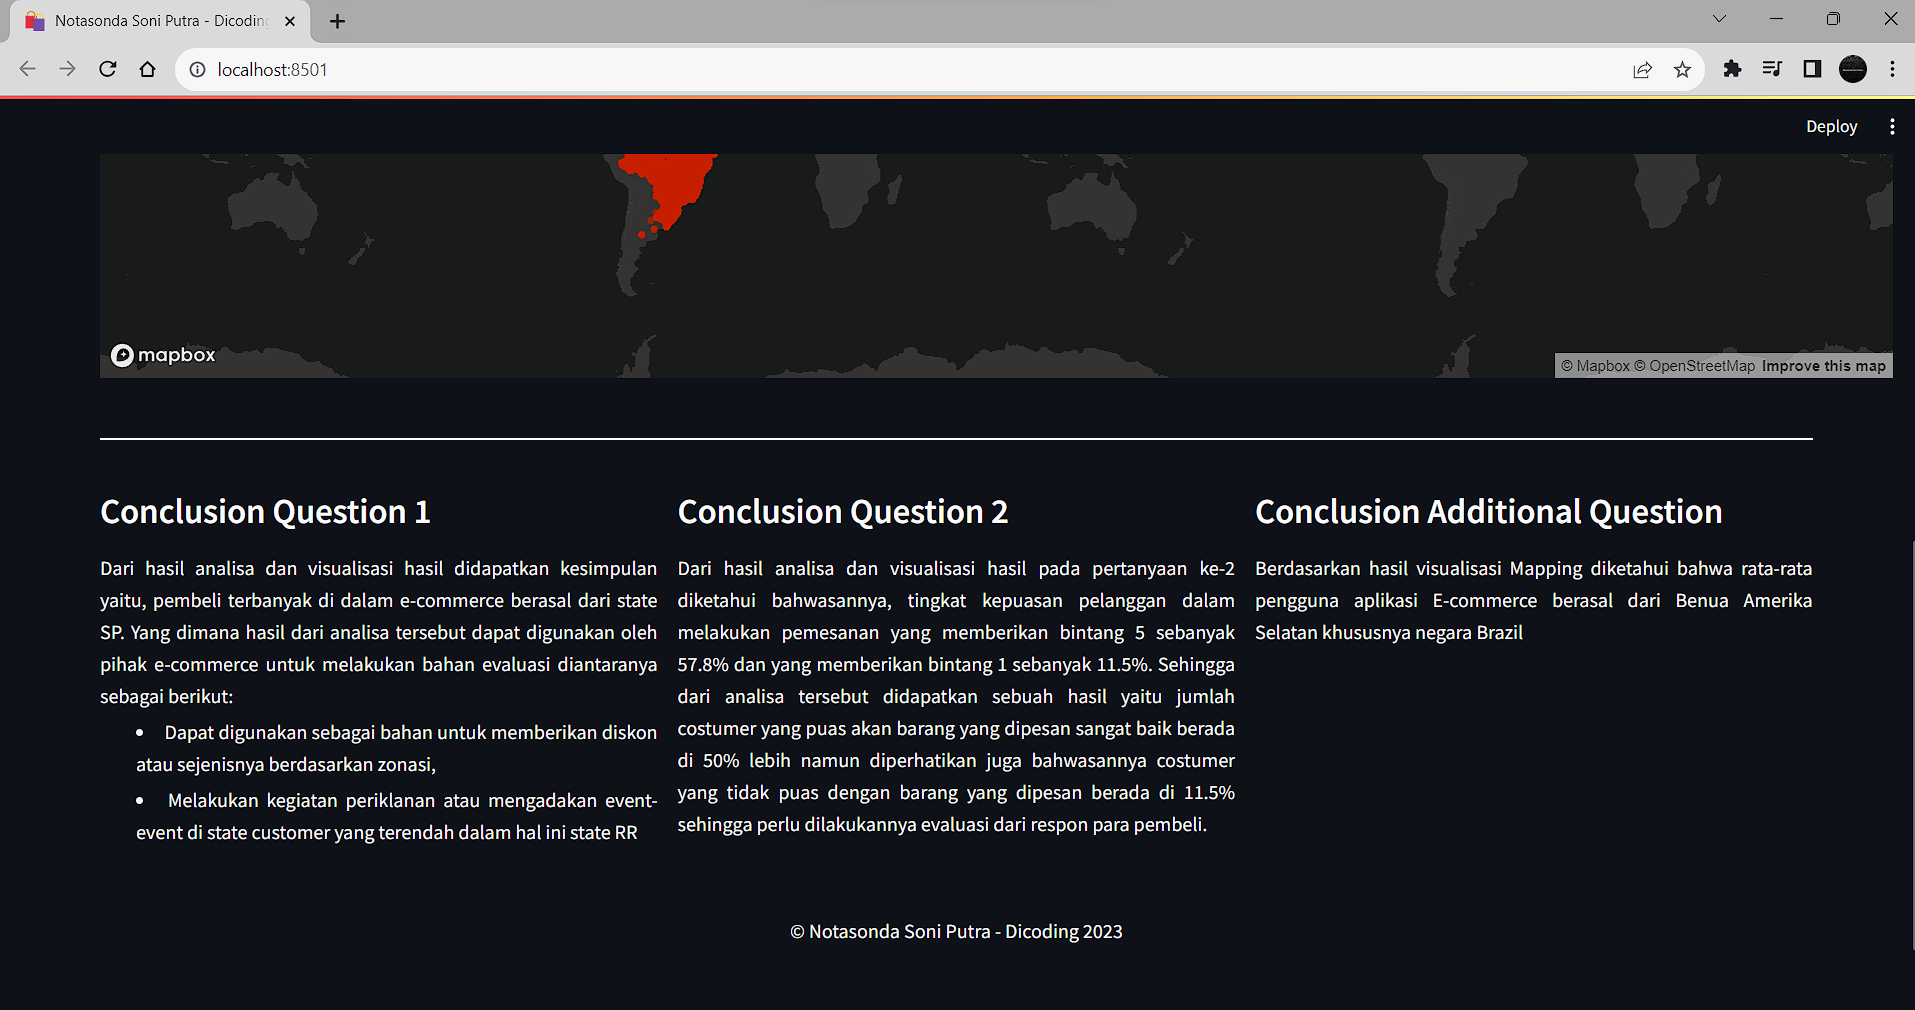 Notasonda Soni Putra - Dicoding
localhost:8501
Deploy
mapbox
© Mapbox © OpenStreetMap Improve this map
Conclusion Question 1
Dari hasil analisa dan visualisasi hasil didapatkan kesimpulan
yaitu, pembeli terbanyak di dalam e-commerce berasal dari state
SP. Yang dimana hasil dari analisa tersebut dapat digunakan oleh
pihak e-commerce untuk melakukan bahan evaluasi diantaranya
sebagai berikut:
• Dapat digunakan sebagai bahan untuk memberikan diskon
atau sejenisnya berdasarkan zonasi,
• Melakukan kegiatan periklanan atau mengadakan event-
event di state customer yang terendah dalam hal ini state RR
Conclusion Question 2
Dari hasil analisa dan visualisasi hasil pada pertanyaan ke-2
diketahui bahwasannya, tingkat kepuasan pelanggan dalam
melakukan pemesanan yang memberikan bintang 5 sebanyak
57.8% dan yang memberikan bintang 1 sebanyak 11.5%. Sehingga
dari analisa tersebut didapatkan sebuah hasil yaitu jumlah
costumer yang puas akan barang yang dipesan sangat baik berada
di 50% lebih namun diperhatikan juga bahwasannya costumer
yang tidak puas dengan barang yang dipesan berada di 11.5%
sehingga perlu dilakukannya evaluasi dari respon para pembeli.
Conclusion Additional Question
Berdasarkan hasil visualisasi Mapping diketahui bahwa rata-rata
pengguna aplikasi E-commerce berasal dari Benua Amerika
Selatan khususnya negara Brazil
© Notasonda Soni Putra - Dicoding 2023